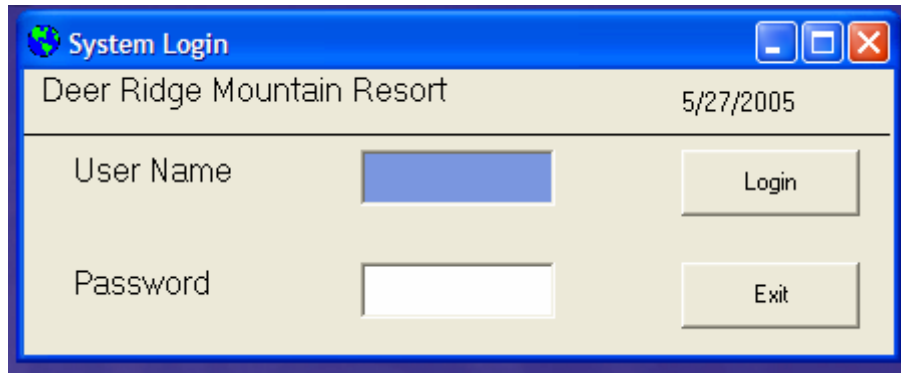 System Login
Deer Ridge Mountain Resort
5/27/2005
User Name
Login
Password
Exit